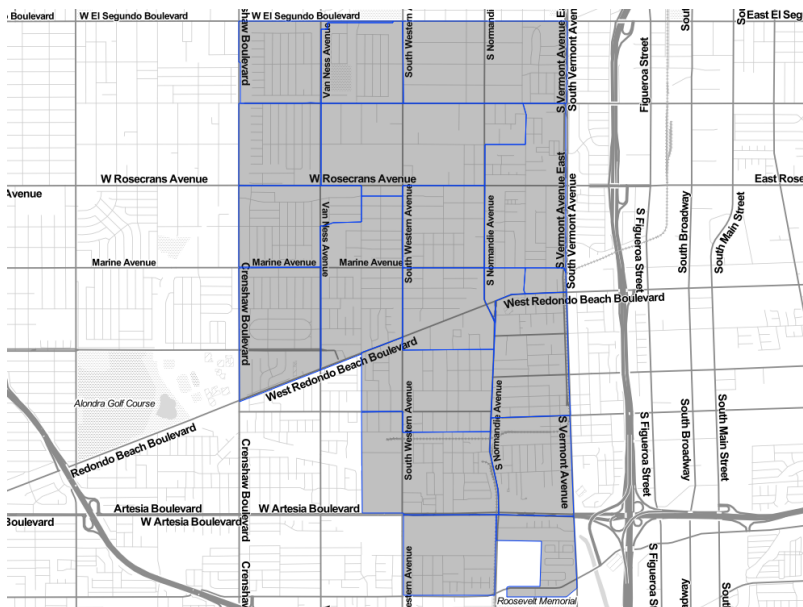 W El Segundo Boulevard
W El Segundo Boulevard
East El Seg
Boulevard
Crenshaw Boulevard
Van Ness Avenue
South Western Avenue
S Normandie
S Vermont Avenue East
South Vermont Avenue
Figueroa Street
South
South
W Rosecrans Avenue
W Rosecrans Avenue
East Rose
Avenue
Van Ness Avenue
South Western Avenue
S Normandie Avenue
S Vermont Avenue East
South Vermont Avenue
S Figueroa Street
South Broadway
South Main Street
Marine Avenue
Marine Avenue
Marine Avenue
Crenshaw Boulevard
West Redondo Beach Boulevard
West Redondo Beach Boulevard
Alondra Golf Course
Redondo Beach Boulevard
Crenshaw Boulevard
South Western Avenue
S Normandie Avenue
S Vermont Avenue
S Figueroa Street
South Broadway
South Main Street
Artesia Boulevard
W Artesia Boulevard
W Artesia Boulevard
Boulevard
Crenshaw
South Western
S Figueroa S
Roosevelt Memorial